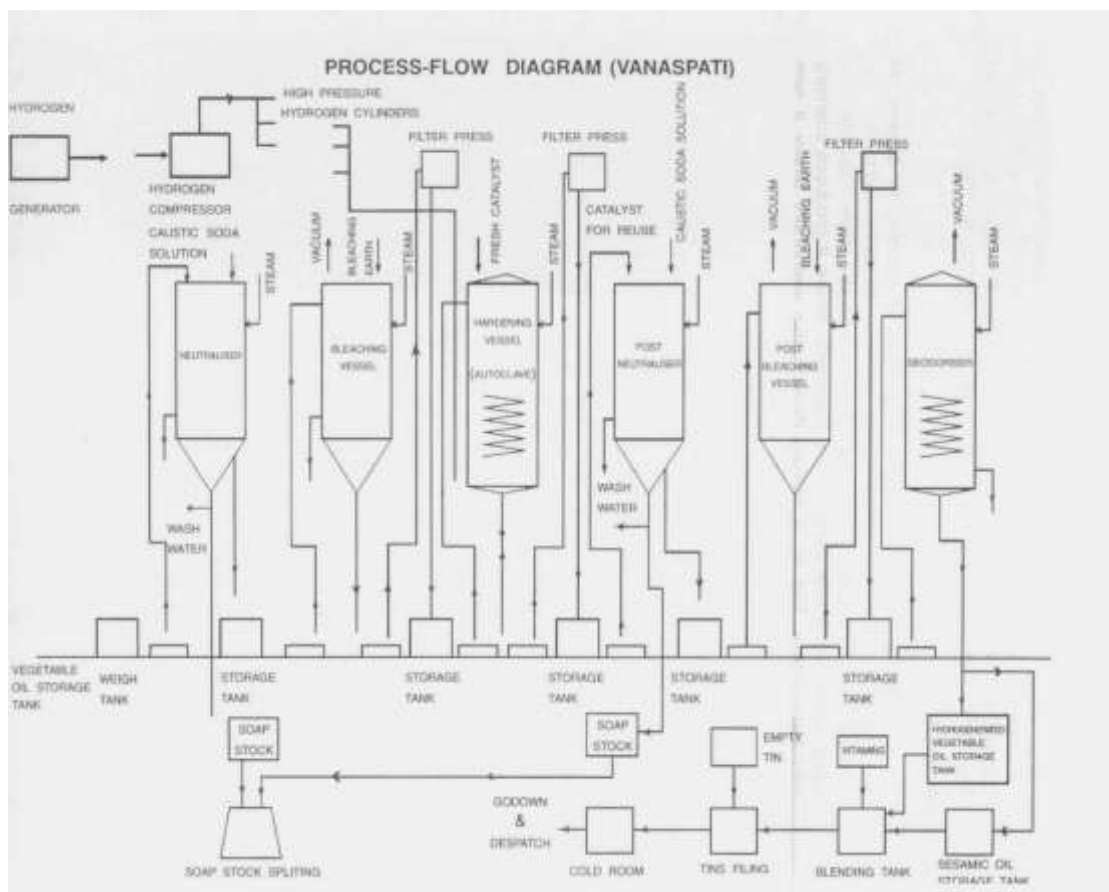 PROCESS-FLOW DIAGRAM (VANASPATI)
HYDROGEN
GENERATOR
HIGH PRESSURE
HYDROGEN CYLINDERS
HYDROGEN
COMPRESSOR
CAUSTIC SODA
SOLUTION
STEAM
NEUTRALISER
WASH
WATER
VACUUM
BLEACHING
EARTH
STEAM
BLEACHING
VESSEL
FILTER PRESS
FRESH CATALYST
STEAM
HARDERING
VESSEL
(AUTOCLAVE)
FILTER PRESS
CATALYST
FOR REUSE
CAUSTIC SODA SOLUTION
STEAM
POST
NEUTRALISER
WASH
WATER
VACUUM
BLEACHING EARTH
STEAM
POST
BLEACHING
VESSEL
FILTER PRESS
VACUUM
STEAM
DEODORISER
VEGETABLE
OIL STORAGE
TANK
WEIGH
TANK
STORAGE
TANK
STORAGE
TANK
STORAGE
TANK
STORAGE
TANK
STORAGE
TANK
SOAP
STOCK
SOAP
STOCK
EMPTY
TIN
VITAMINS
VEGETABLE
OIL STORAGE
TANK
SOAP STOCK SPLITING
GODOWN
&
DESPATCH
COLD ROOM
TINS FILING
BLENDING TANK
SESAMIC OIL
STORAGE TANK